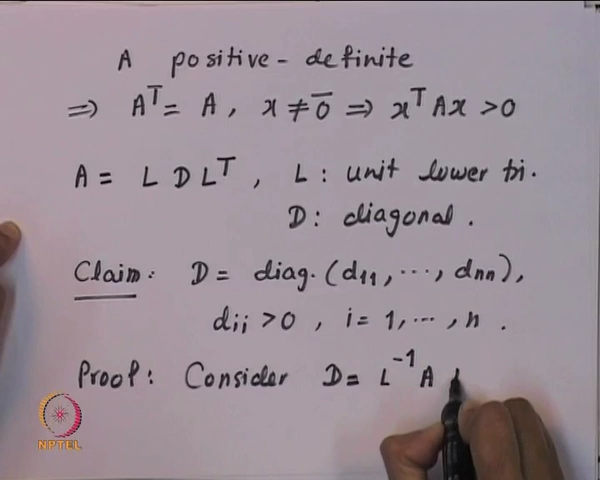 A positive-definite
⇒ Aᵀ = A, x ≠ 0̄ ⇒ xᵀAx > 0
A = L D Lᵀ, L: unit lower tri.
D: diagonal.
Claim: D = diag.(d₁₁, ⋯, dₙₙ),
dᵢᵢ > 0, i = 1, ⋯, n.
Proof: Consider D = L⁻¹ A
NPTEL